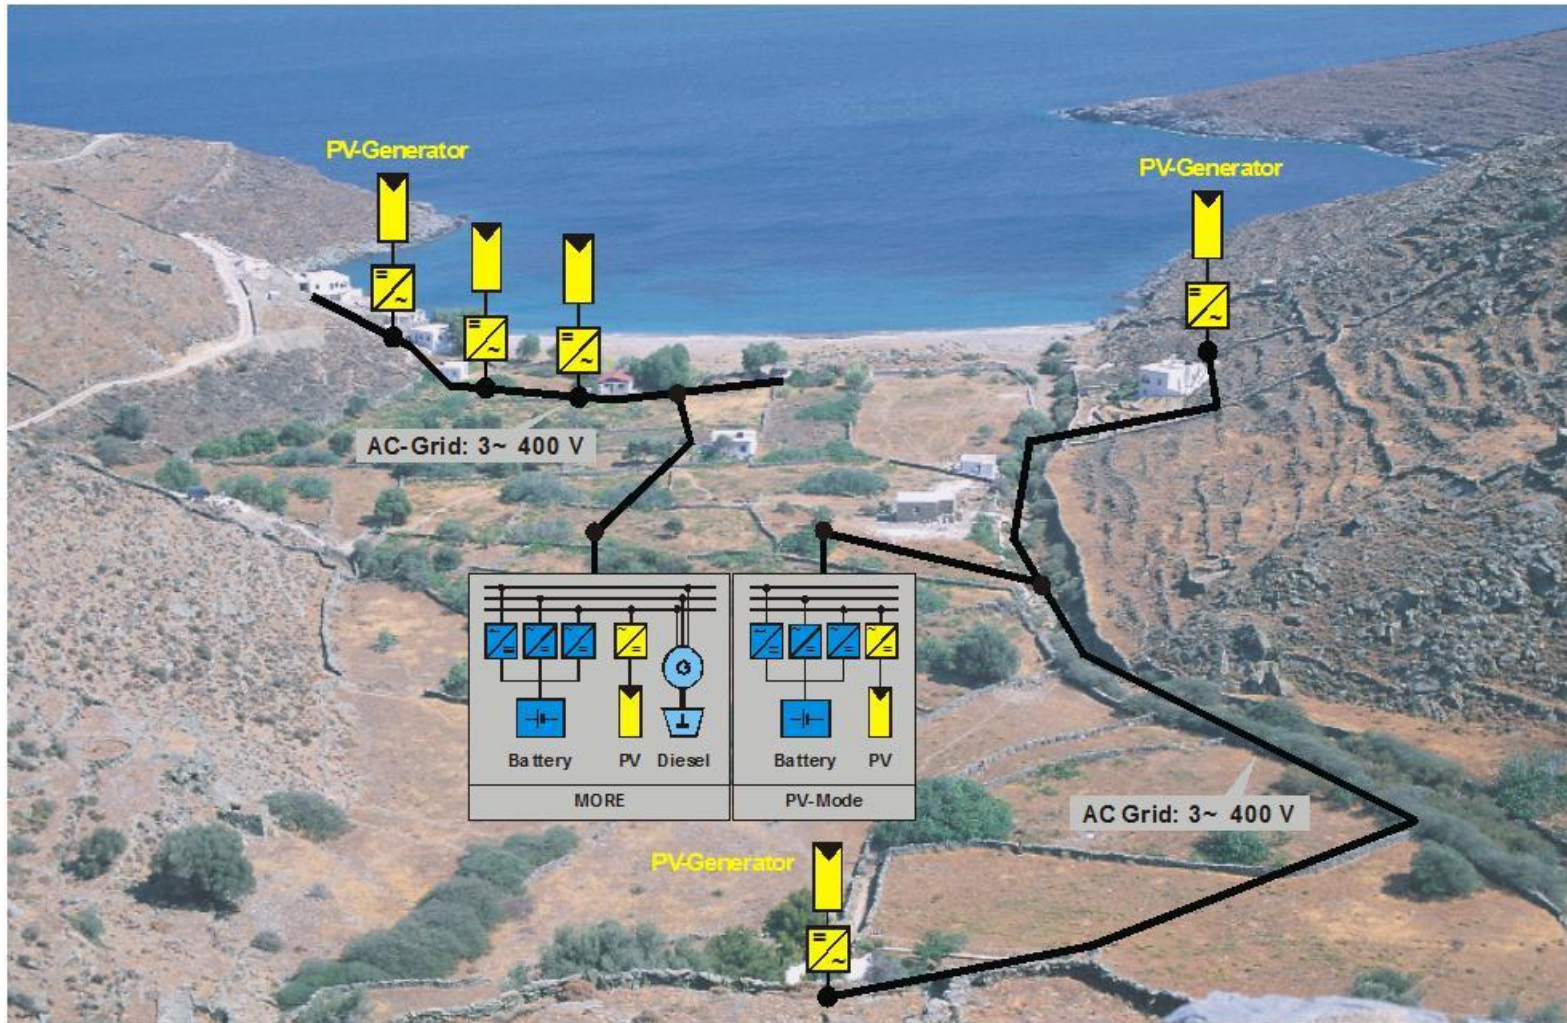 PV-Generator
PV-Generator
AC-Grid: 3~ 400 V
G
Battery
PV
Diesel
Battery
PV
MORE
PV-Mode
AC Grid: 3~ 400 V
PV-Generator